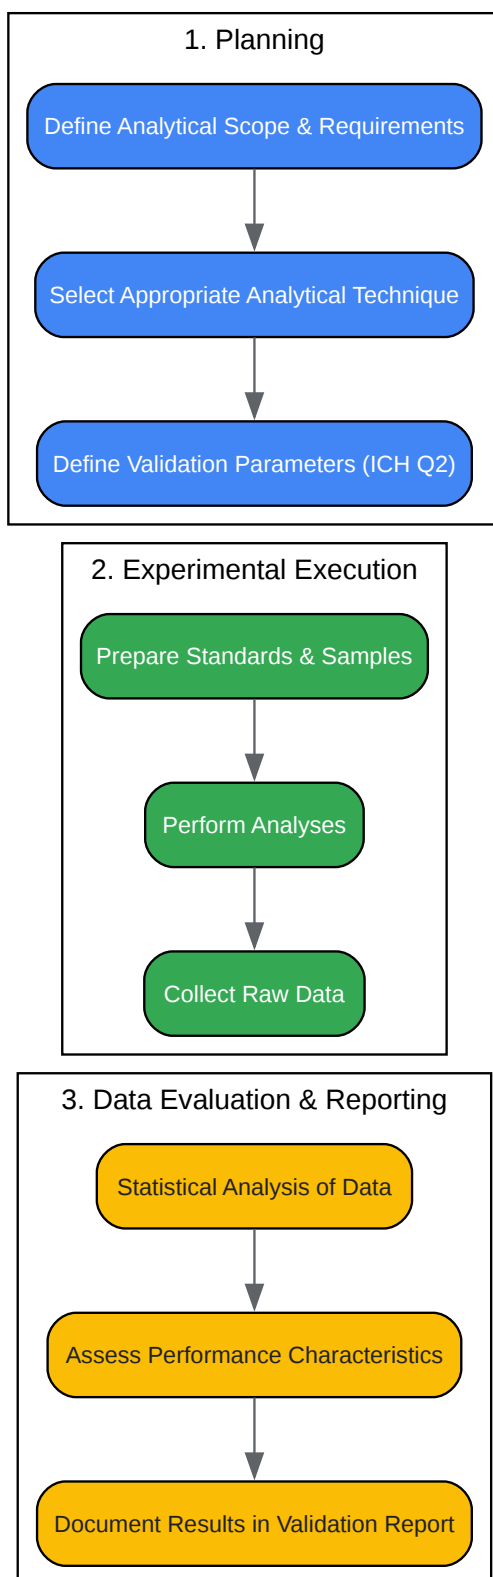 1. Planning
Define Analytical Scope & Requirements
Select Appropriate Analytical Technique
Define Validation Parameters (ICH Q2)
2. Experimental Execution
Prepare Standards & Samples
Perform Analyses
Collect Raw Data
3. Data Evaluation & Reporting
Statistical Analysis of Data
Assess Performance Characteristics
Document Results in Validation Report